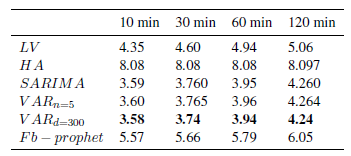 10 min 30 min 60 min 120 min
LV 4.35 4.60 4.94 5.06
HA 8.08 8.08 8.08 8.097
SARIMA 3.59 3.760 3.95 4.260
VARn=5 3.60 3.765 3.96 4.264
VARd=300 3.58 3.74 3.94 4.24
Fb − prophet 5.57 5.66 5.79 6.05